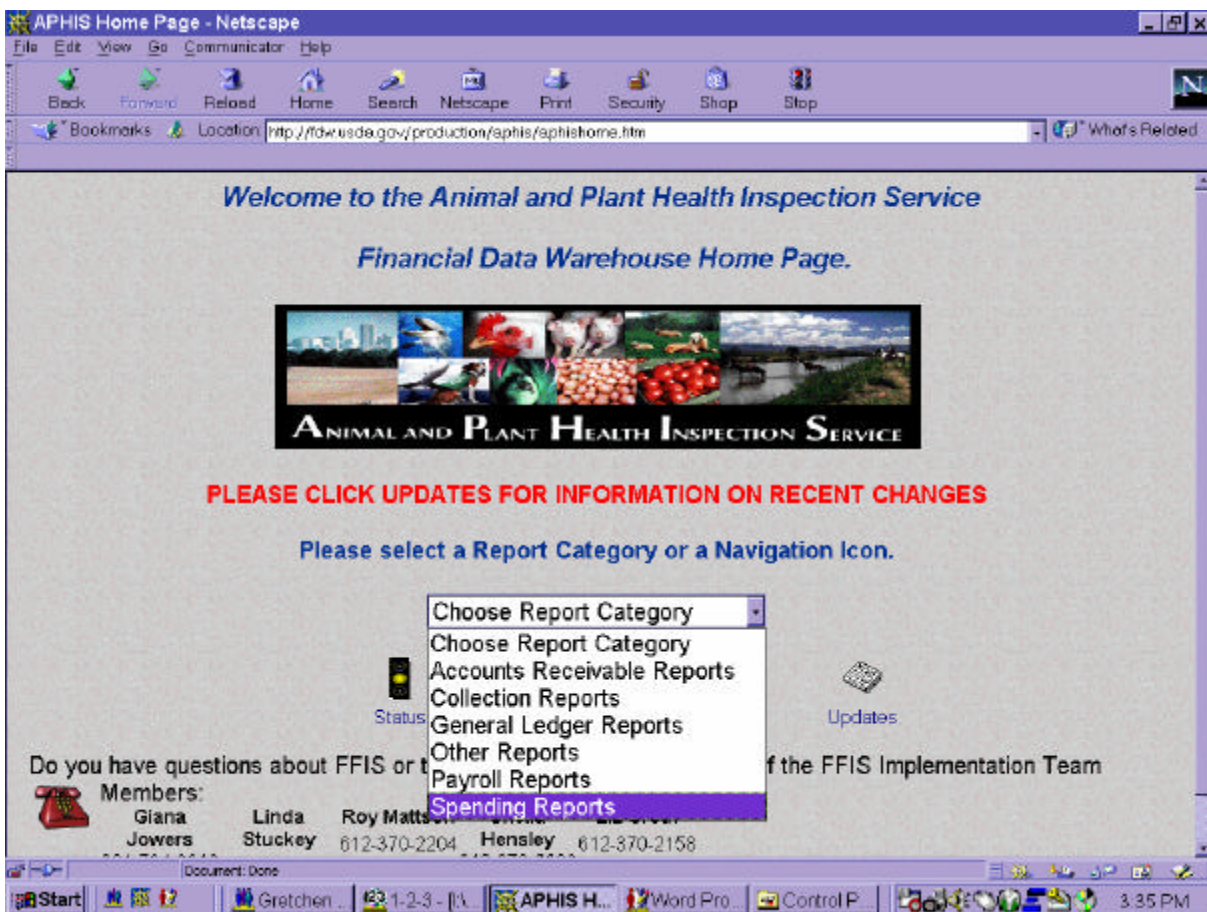 APHIS Home Page - Netscape
File Edit View Go Communicator Help
Back Forward Reload Home Search Netscape Print Security Shop Stop
Bookmarks Location: http://fdw.usda.gov/production/aphis/aphishome.htm What's Related
Welcome to the Animal and Plant Health Inspection Service
Financial Data Warehouse Home Page.
ANIMAL AND PLANT HEALTH INSPECTION SERVICE
PLEASE CLICK UPDATES FOR INFORMATION ON RECENT CHANGES
Please select a Report Category or a Navigation Icon.
Choose Report Category
Choose Report Category
Accounts Receivable Reports
Collection Reports
General Ledger Reports
Other Reports
Payroll Reports
Spending Reports
Status
Updates
Do you have questions about FFIS or t f the FFIS Implementation Team
Members:
Giana Linda Roy Matts
Jowers Stuckey 612-370-2204 Hensley 612-370-2158
Document: Done
Start Gretchen ... 1-2-3 - [I:\... APHIS H... Word Pro... Control P... 3:35 PM